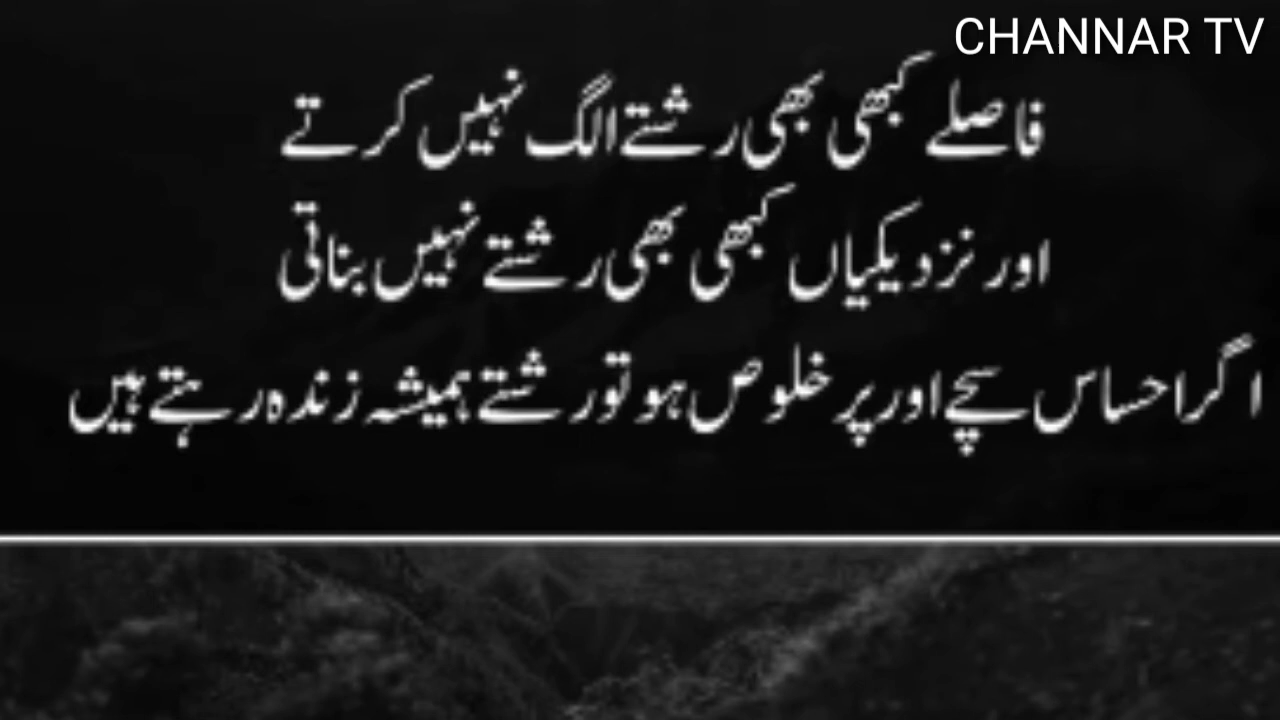 CHANNAR TV
فاصلے کبھی بھی رشتے الگ نہیں کرتے
اور نزدیکیاں کبھی بھی رشتے نہیں بناتی
اگر احساس سچے اور پر خلوص ہو تو رشتے ہمیشہ زندہ رہتے ہیں